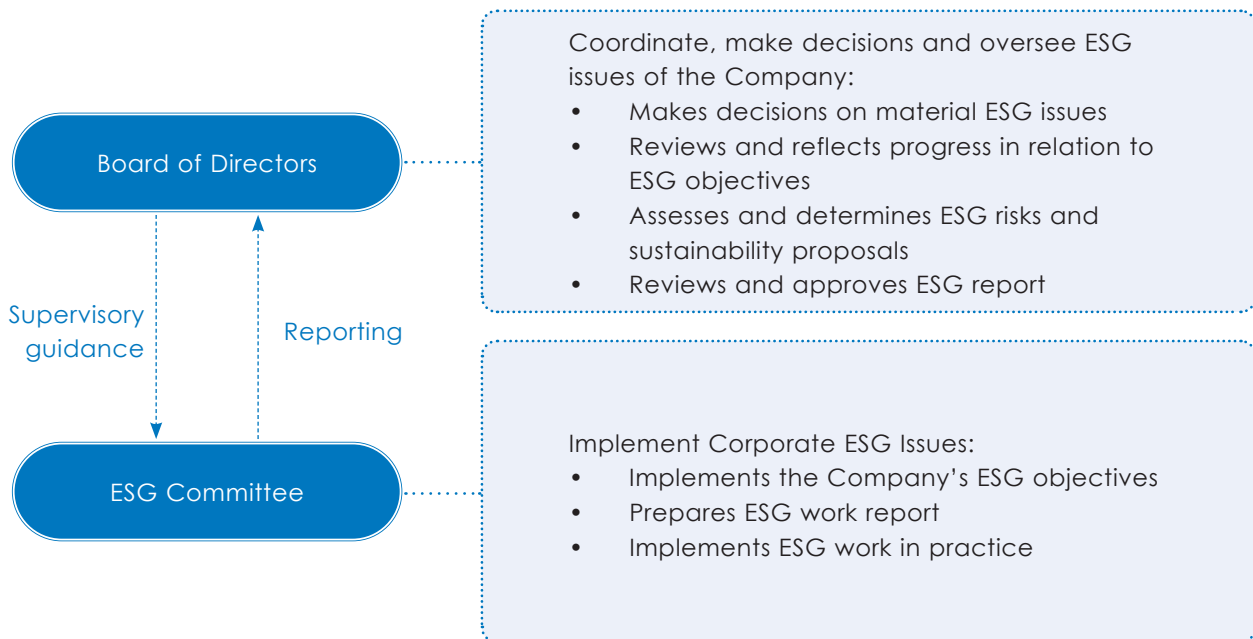 Board of Directors
Coordinate, make decisions and oversee ESG
issues of the Company:
• Makes decisions on material ESG issues
• Reviews and reflects progress in relation to
ESG objectives
• Assesses and determines ESG risks and
sustainability proposals
• Reviews and approves ESG report
Supervisory
guidance
Reporting
ESG Committee
Implement Corporate ESG Issues:
• Implements the Company’s ESG objectives
• Prepares ESG work report
• Implements ESG work in practice